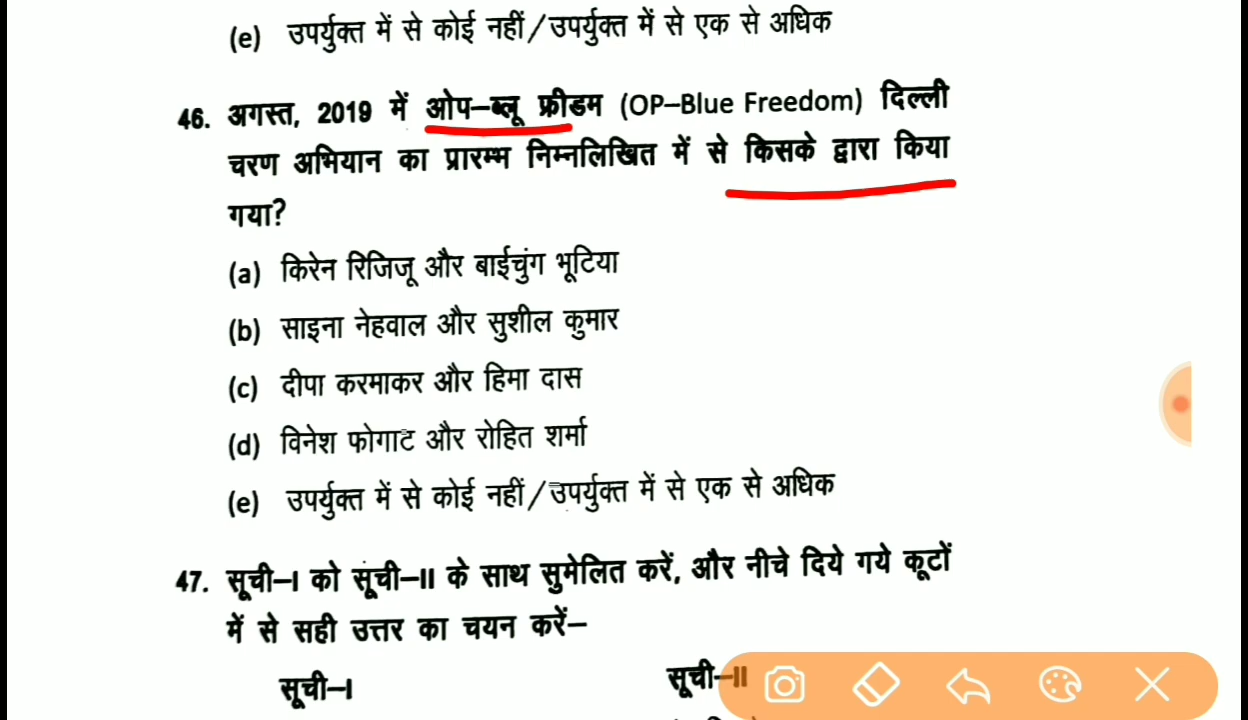 (e) उपर्युक्त में से कोई नहीं/उपर्युक्त में से एक से अधिक
46. अगस्त, 2019 में ओप–ब्लू फ्रीडम (OP–Blue Freedom) दिल्ली
चरण अभियान का प्रारम्भ निम्नलिखित में से किसके द्वारा किया
गया?
(a) किरेन रिजिजू और बाईचुंग भूटिया
(b) साइना नेहवाल और सुशील कुमार
(c) दीपा करमाकर और हिमा दास
(d) विनेश फोगाट और रोहित शर्मा
(e) उपर्युक्त में से कोई नहीं/उपर्युक्त में से एक से अधिक
47. सूची–I को सूची–II के साथ सुमेलित करें, और नीचे दिये गये कूटों
में से सही उत्तर का चयन करें–
सूची–I सूची–II